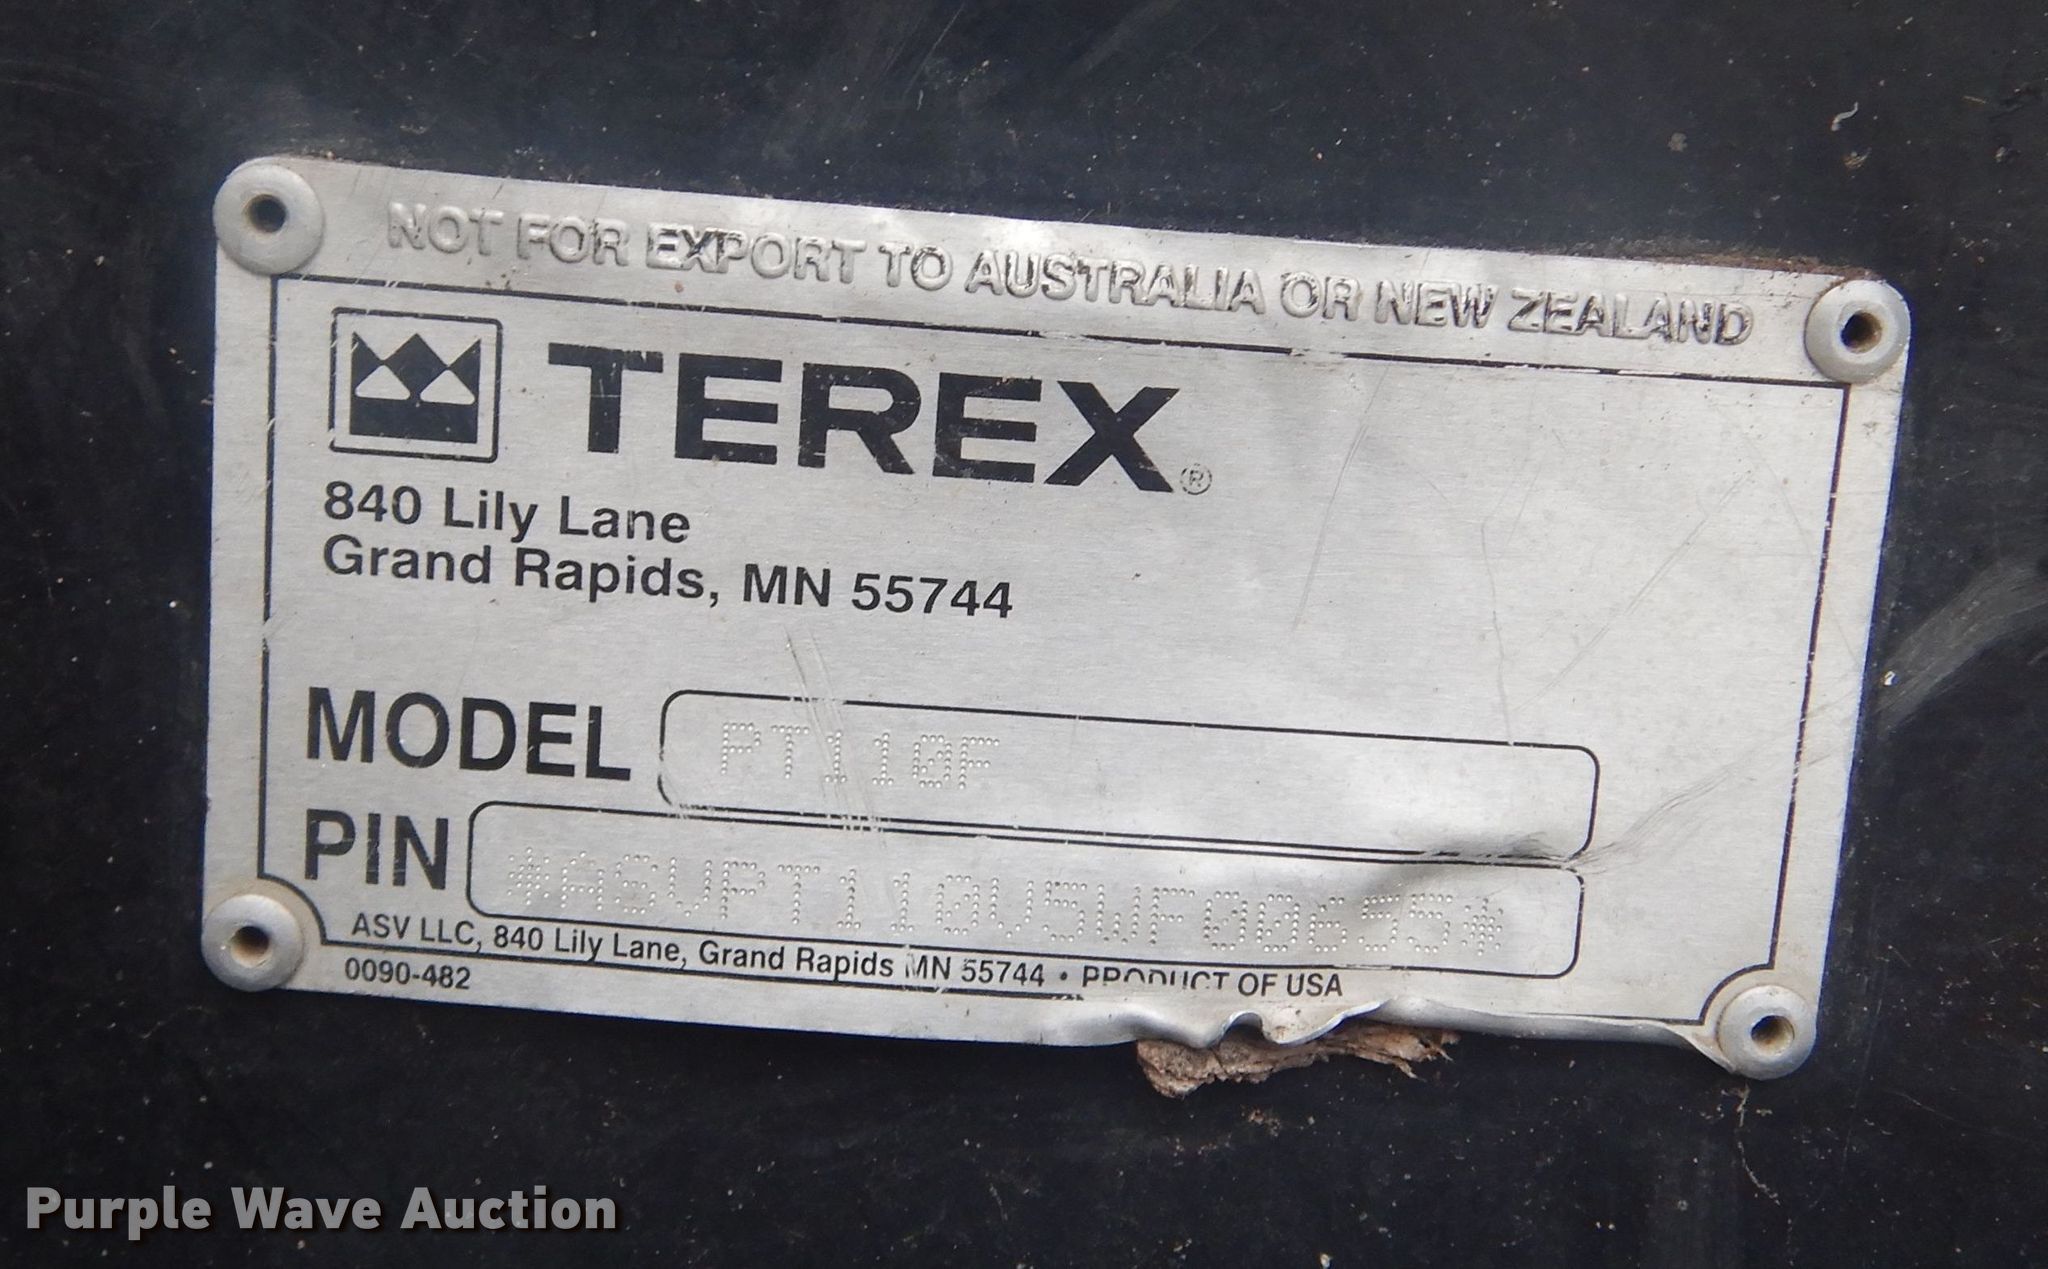 NOT FOR EXPORT TO AUSTRALIA OR NEW ZEALAND
TEREX®
840 Lily Lane
Grand Rapids, MN 55744
MODEL PT110F
PIN *ASVPT110V5WF00655*
ASV LLC, 840 Lily Lane, Grand Rapids MN 55744 • PRODUCT OF USA
0090-482
Purple Wave Auction